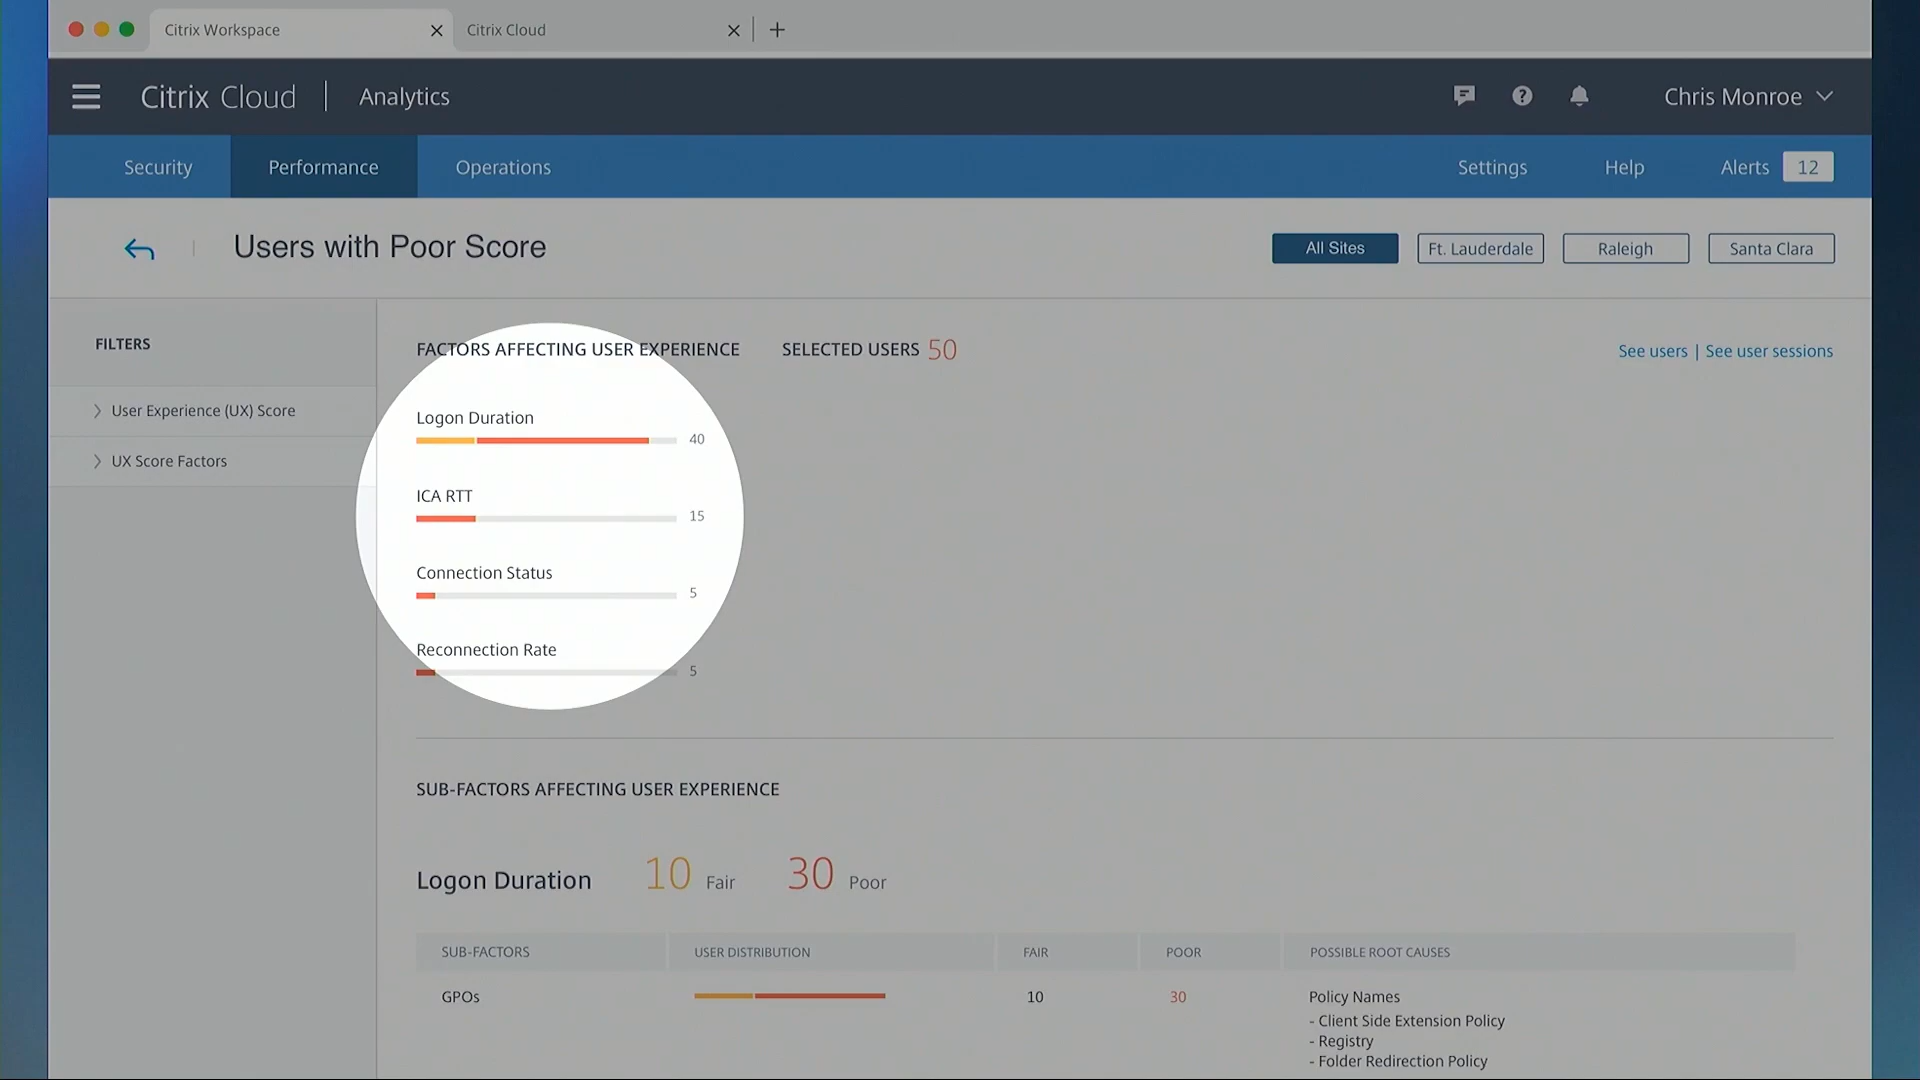 Citrix Workspace
Citrix Cloud
Citrix Cloud
Analytics
Chris Monroe
Security
Performance
Operations
Settings
Help
Alerts
12
Users with Poor Score
All Sites
Ft. Lauderdale
Raleigh
Santa Clara
FILTERS
User Experience (UX) Score
UX Score Factors
FACTORS AFFECTING USER EXPERIENCE
SELECTED USERS 50
See users | See user sessions
Logon Duration
40
ICA RTT
15
Connection Status
5
Reconnection Rate
5
SUB-FACTORS AFFECTING USER EXPERIENCE
Logon Duration
10 Fair
30 Poor
SUB-FACTORS
USER DISTRIBUTION
FAIR
POOR
POSSIBLE ROOT CAUSES
GPOs
10
30
Policy Names
- Client Side Extension Policy
- Registry
- Folder Redirection Policy